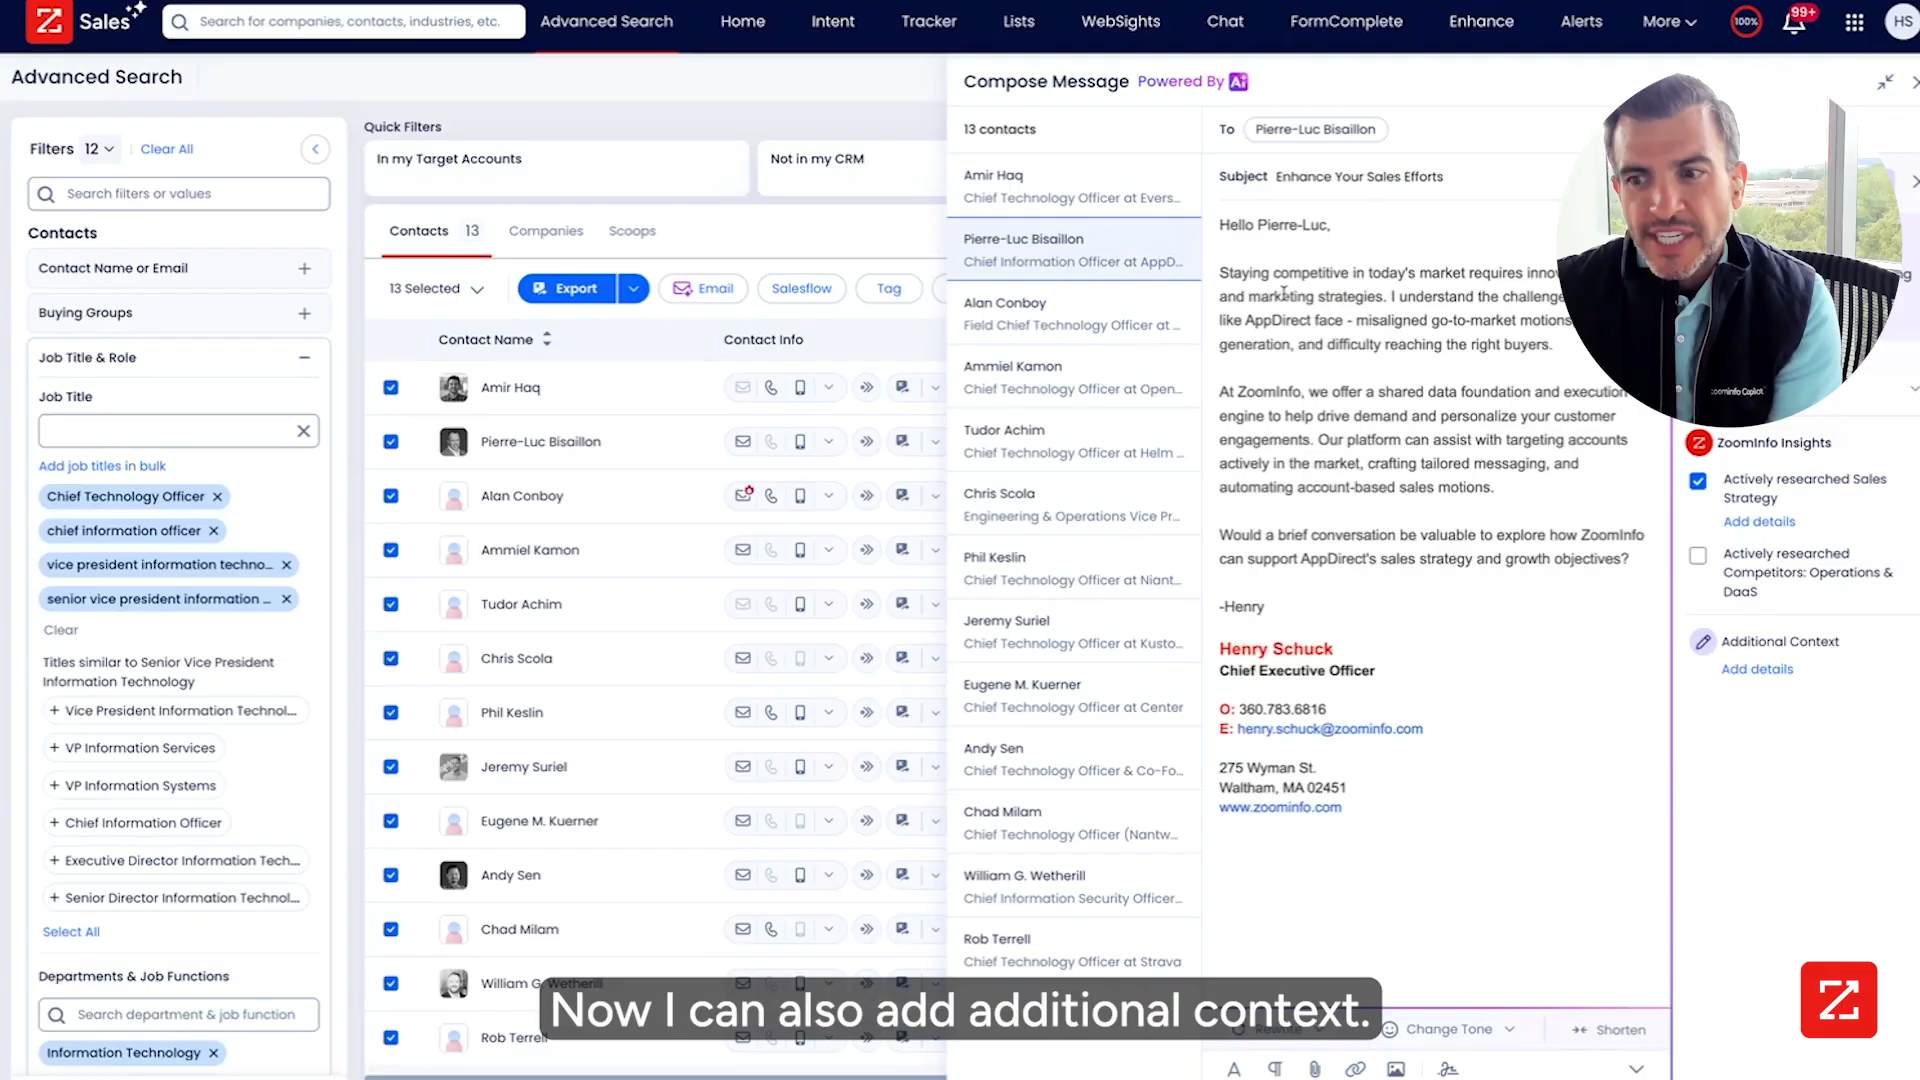 Sales
Search for companies, contacts, industries, etc.
Advanced Search
Home
Intent
Tracker
Lists
WebSights
Chat
FormComplete
Enhance
Alerts
More
100%
99+
HS
Advanced Search
Filters 12
Clear All
Search filters or values
Contacts
Contact Name or Email
Buying Groups
Job Title & Role
Job Title
Add job titles in bulk
Chief Technology Officer
chief information officer
vice president information techno...
senior vice president information ...
Clear
Titles similar to Senior Vice President
Information Technology
+ Vice President Information Technol...
+ VP Information Services
+ VP Information Systems
+ Chief Information Officer
+ Executive Director Information Tech...
+ Senior Director Information Technol...
Select All
Departments & Job Functions
Search department & job function
Information Technology
Quick Filters
In my Target Accounts
Not in my CRM
Contacts 13
Companies
Scoops
13 Selected
Export
Email
Salesflow
Tag
Contact Name
Contact Info
Amir Haq
Pierre-Luc Bisaillon
Alan Conboy
Ammiel Kamon
Tudor Achim
Chris Scola
Phil Keslin
Jeremy Suriel
Eugene M. Kuerner
Andy Sen
Chad Milam
William G. Wetherill
Rob Terrell
Compose Message Powered By Ai
13 contacts
Amir Haq
Chief Technology Officer at Evers...
Pierre-Luc Bisaillon
Chief Information Officer at AppD...
Alan Conboy
Field Chief Technology Officer at ...
Ammiel Kamon
Chief Technology Officer at Open...
Tudor Achim
Chief Technology Officer at Helm ...
Chris Scola
Engineering & Operations Vice Pr...
Phil Keslin
Chief Technology Officer at Niant...
Jeremy Suriel
Chief Technology Officer at Kusto...
Eugene M. Kuerner
Chief Technology Officer at Center
Andy Sen
Chief Technology Officer & Co-Fo...
Chad Milam
Chief Technology Officer (Nantw...
William G. Wetherill
Chief Information Security Officer...
Rob Terrell
Chief Technology Officer at Strava
To Pierre-Luc Bisaillon
Subject Enhance Your Sales Efforts
Hello Pierre-Luc,
Staying competitive in today's market requires
and marketing strategies. I understand the
like AppDirect face - misaligned go-to-market motions
generation, and difficulty reaching the right buyers.
At ZoomInfo, we offer a shared data foundation and execution
engine to help drive demand and personalize your customer
engagements. Our platform can assist with targeting accounts
actively in the market, crafting tailored messaging, and
automating account-based sales motions.
Would a brief conversation be valuable to explore how ZoomInfo
can support AppDirect's sales strategy and growth objectives?
-Henry
Henry Schuck
Chief Executive Officer
O: 360.783.6816
E: henry.schuck@zoominfo.com
275 Wyman St.
Waltham, MA 02451
www.zoominfo.com
Rewrite
Change Tone
Shorten
zoominfo Copilot
ZoomInfo Insights
Actively researched Sales
Strategy
Add details
Actively researched
Competitors: Operations &
DaaS
Additional Context
Add details
Now I can also add additional context.